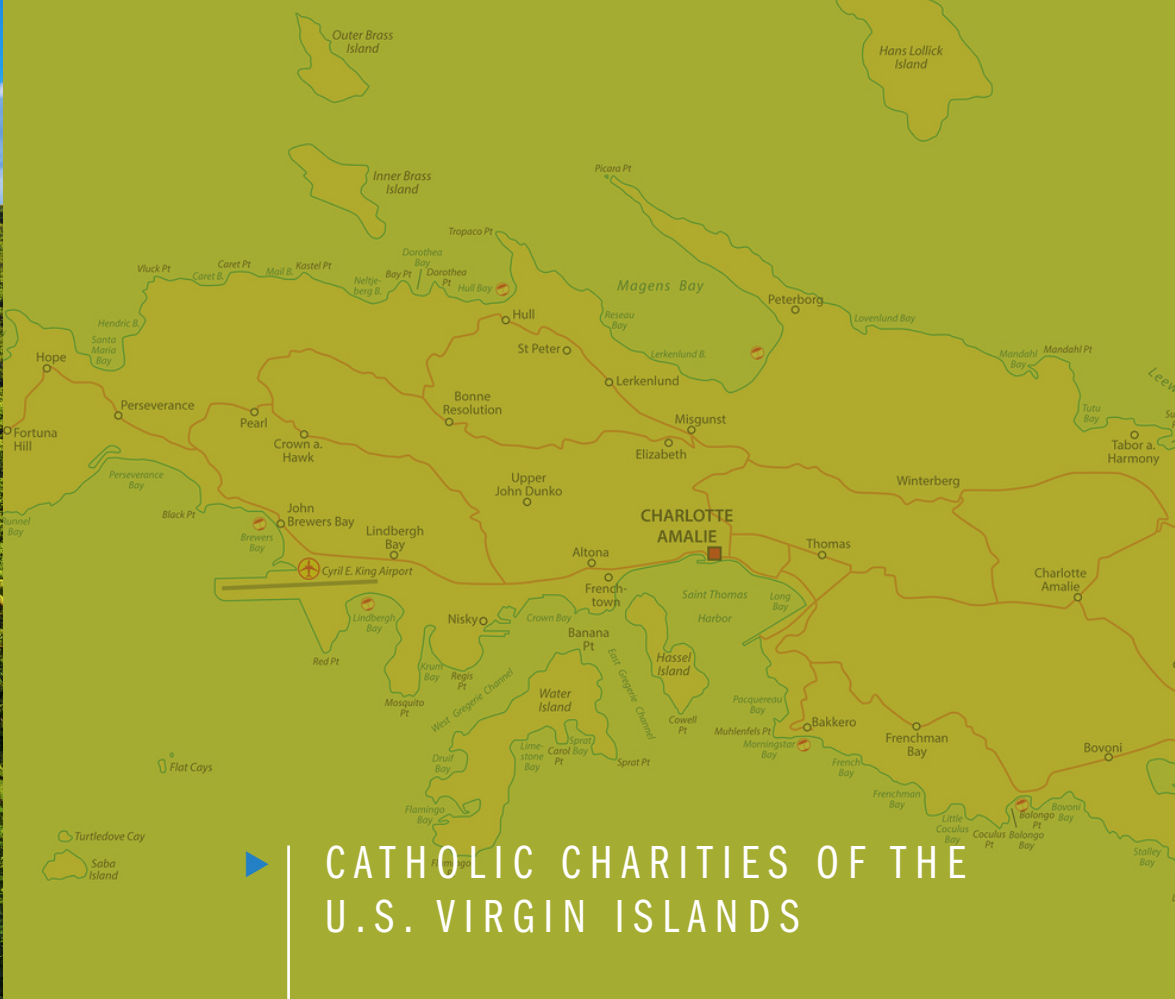 Outer Brass
Island
Hans Lollick
Island
Picara Pt
Inner Brass
Island
Tropaco Pt
Dorothea
Bay
Vluck Pt
Caret Pt
Caret B.
Mail B.
Kastel Pt
Neltje-
berg B.
Bay Pt
Dorothea
Pt
Hull Bay
Magens Bay
Peterborg
Hendric B.
Santa
Maria
Bay
Hull
Reseau
Bay
Lovenlund Bay
Hope
St Peter
Lerkenlund B.
Mandahl
Bay
Mandahl Pt
Leew
Lerkenlund
Perseverance
Pearl
Bonne
Resolution
Misgunst
Tutu
Bay
Fortuna
Hill
Crown a.
Hawk
Elizabeth
Tabor a.
Harmony
Perseverance
Bay
Upper
John Dunko
Winterberg
Black Pt
John
Brewers Bay
CHARLOTTE
AMALIE
Brewers
Bay
Lindbergh
Bay
Altona
Thomas
Cyril E. King Airport
French-
town
Saint Thomas
Harbor
Long
Bay
Charlotte
Amalie
Lindbergh
Bay
Nisky
Crown Bay
Banana
Pt
Red Pt
Krum
Bay
Regis
Pt
Hassel
Island
East Gregerie Channel
West Gregerie Channel
Mosquito
Pt
Water
Island
Cowell
Pt
Pacquereau
Bay
Muhlenfels Pt
Bakkero
Morningstar
Bay
Frenchman
Bay
Bovoni
Flat Cays
Druif
Bay
Lime-
stone
Bay
Carol
Pt
Sprat
Bay
Sprat Pt
French
Bay
Frenchman
Bay
Flamingo
Bay
Little
Coculus
Bay
Coculus
Pt
Bolongo
Pt
Bolongo
Bay
Bovoni
Bay
Stalley
Bay
Turtledove Cay
Saba
Island
CATHOLIC CHARITIES OF THE
U.S. VIRGIN ISLANDS